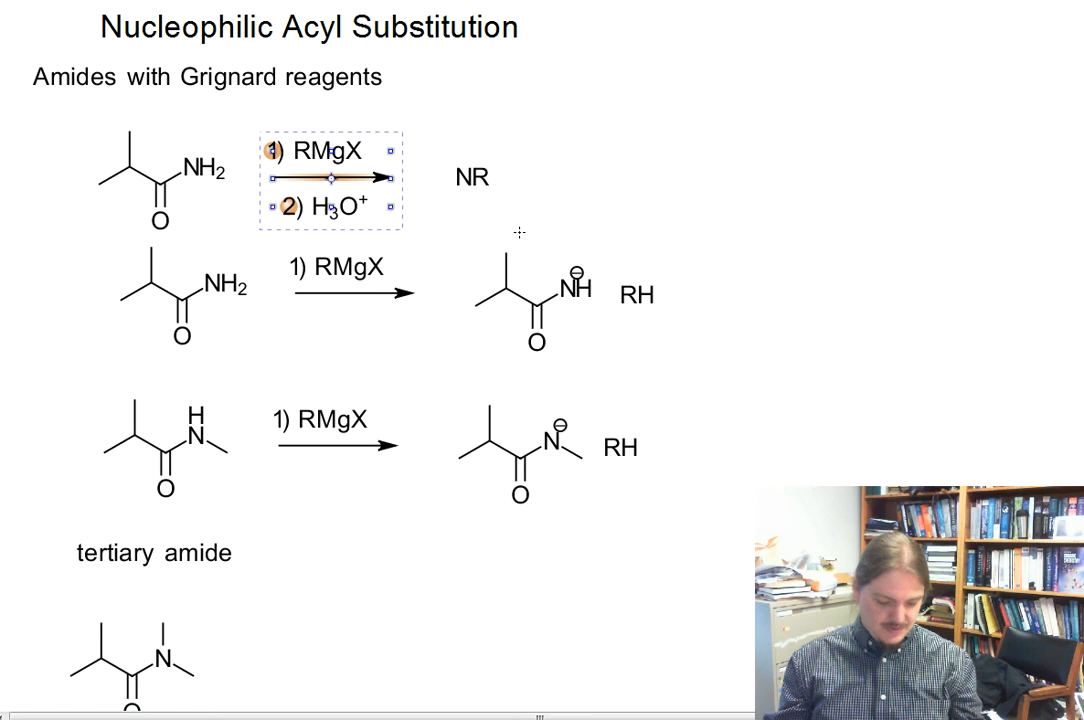 Nucleophilic Acyl Substitution
Amides with Grignard reagents
NH₂
O
1) RMgX
2) H₃O⁺
NR
NH₂
O
1) RMgX
⊖
NH
O
RH
H
N
O
1) RMgX
⊖
N
O
RH
tertiary amide
N
O